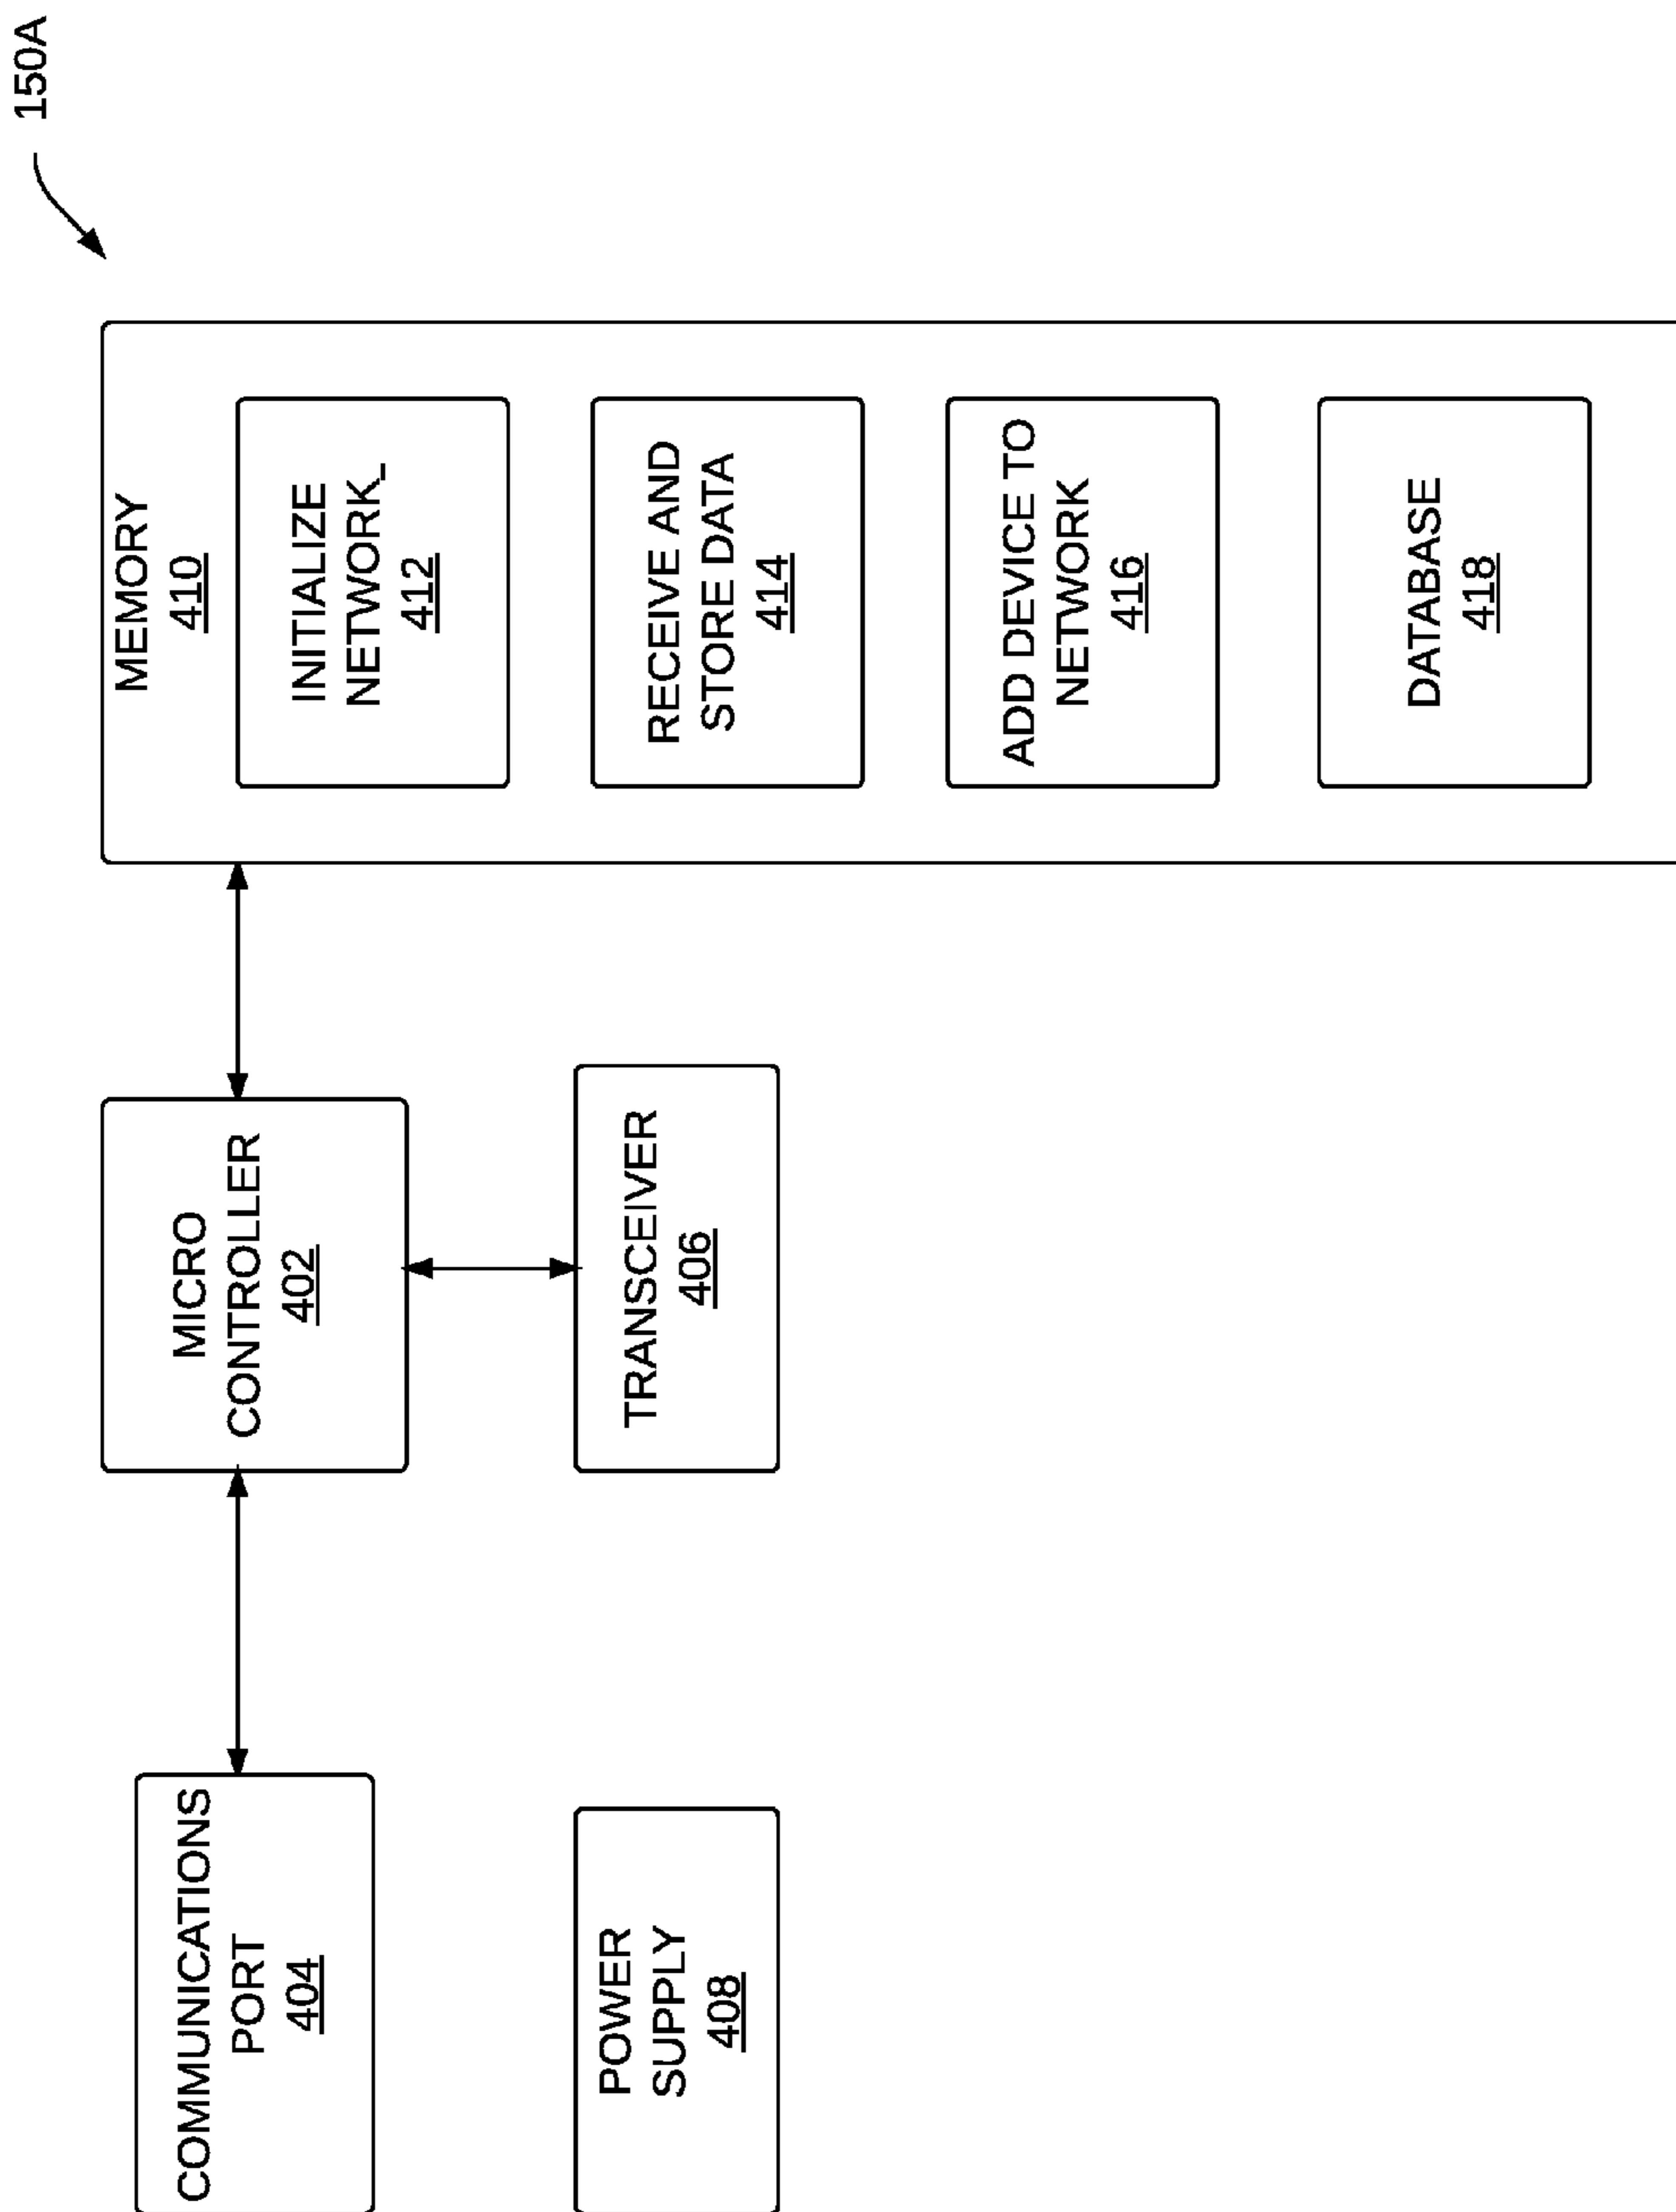 150A
COMMUNICATIONS
PORT
404
MICRO
CONTROLLER
402
MEMORY
410
INITIALIZE
NETWORK_
412
POWER
SUPPLY
408
TRANSCEIVER
406
RECEIVE AND
STORE DATA
414
ADD DEVICE TO
NETWORK
416
DATABASE
418